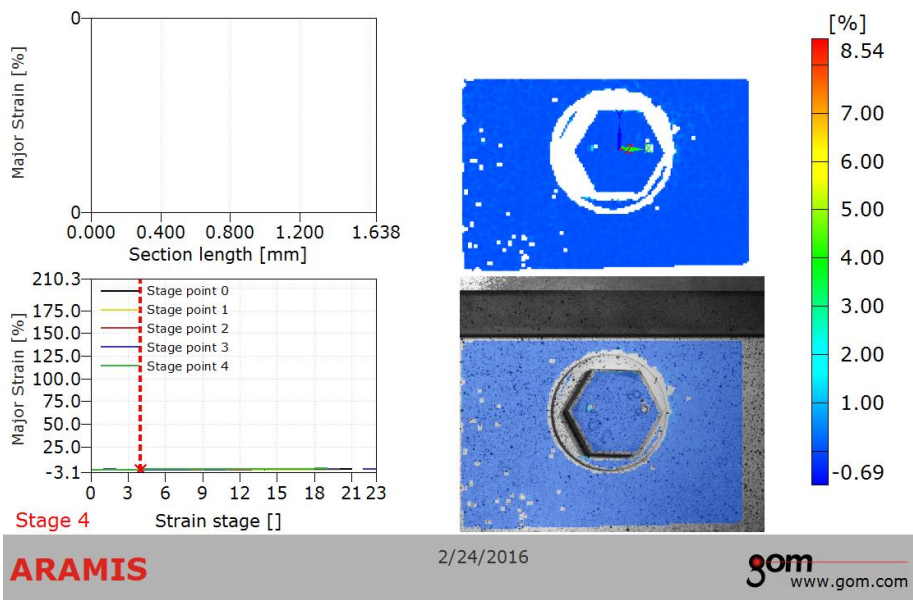 Major Strain [%]
0
0
0.000 0.400 0.800 1.200 1.638
Section length [mm]
210.3
175.0
150.0
125.0
100.0
75.0
50.0
25.0
-3.1
Major Strain [%]
Stage point 0
Stage point 1
Stage point 2
Stage point 3
Stage point 4
0 3 6 9 12 15 18 21 23
Stage 4 Strain stage []
Y
[%]
8.54
7.00
6.00
5.00
4.00
3.00
2.00
1.00
-0.69
ARAMIS
2/24/2016
gom
www.gom.com